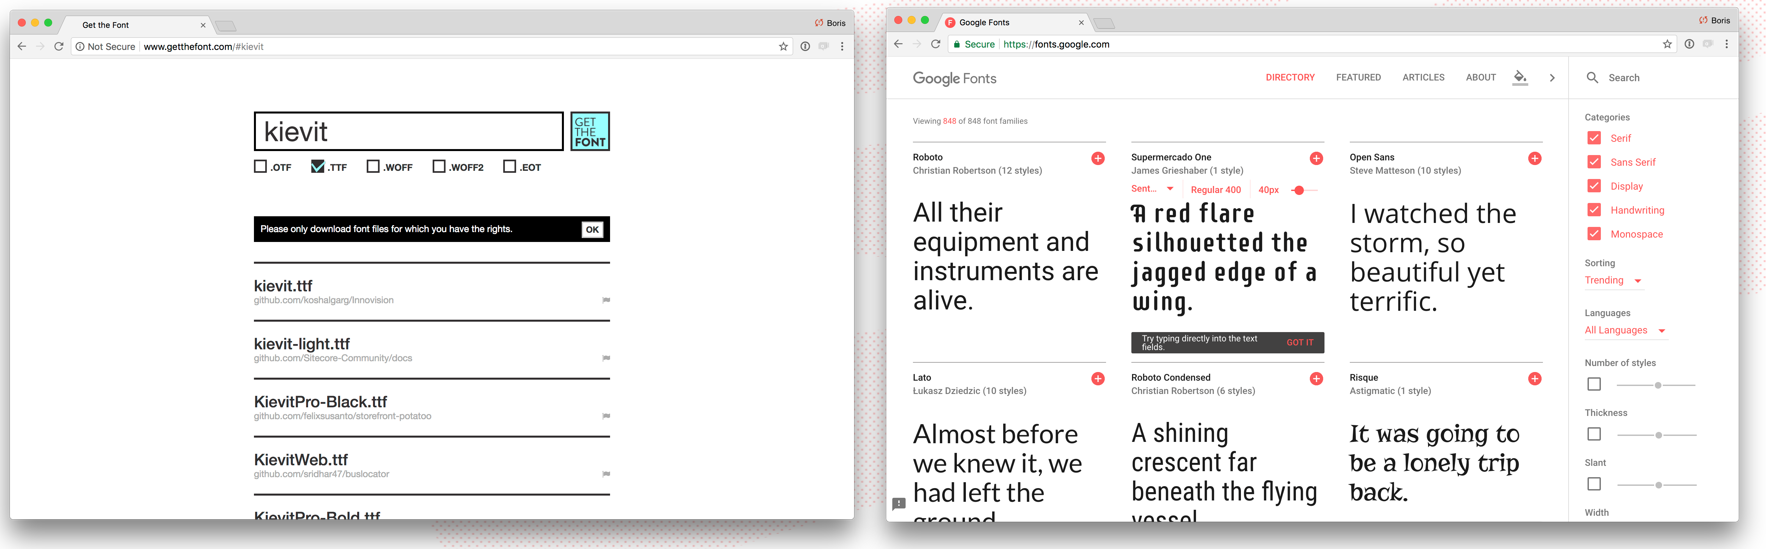 Get the Font
Boris
Not Secure
www.getthefont.com/#kievit
kievit
GET
THE
FONT
.OTF
.TTF
.WOFF
.WOFF2
.EOT
Please only download font files for which you have the rights.
OK
kievit.ttf
github.com/koshalgarg/Innovision
kievit-light.ttf
github.com/Sitecore-Community/docs
KievitPro-Black.ttf
github.com/felixsusanto/storefront-potatoo
KievitWeb.ttf
github.com/sridhar47/buslocator
KievitPro-Bold.ttf
Google Fonts
Boris
Secure
https://fonts.google.com
Google Fonts
DIRECTORY
FEATURED
ARTICLES
ABOUT
Search
Viewing 848 of 848 font families
Roboto
Christian Robertson (12 styles)
All their
equipment and
instruments are
alive.
Supermercado One
James Grieshaber (1 style)
Sent...
Regular 400
40px
A red flare
silhouetted the
jagged edge of a
wing.
Try typing directly into the text
fields.
GOT IT
Open Sans
Steve Matteson (10 styles)
I watched the
storm, so
beautiful yet
terrific.
Lato
Łukasz Dziedzic (10 styles)
Almost before
we knew it, we
had left the
ground.
Roboto Condensed
Christian Robertson (6 styles)
A shining
crescent far
beneath the flying
vessel.
Risque
Astigmatic (1 style)
It was going to
be a lonely trip
back.
Categories
Serif
Sans Serif
Display
Handwriting
Monospace
Sorting
Trending
Languages
All Languages
Number of styles
Thickness
Slant
Width